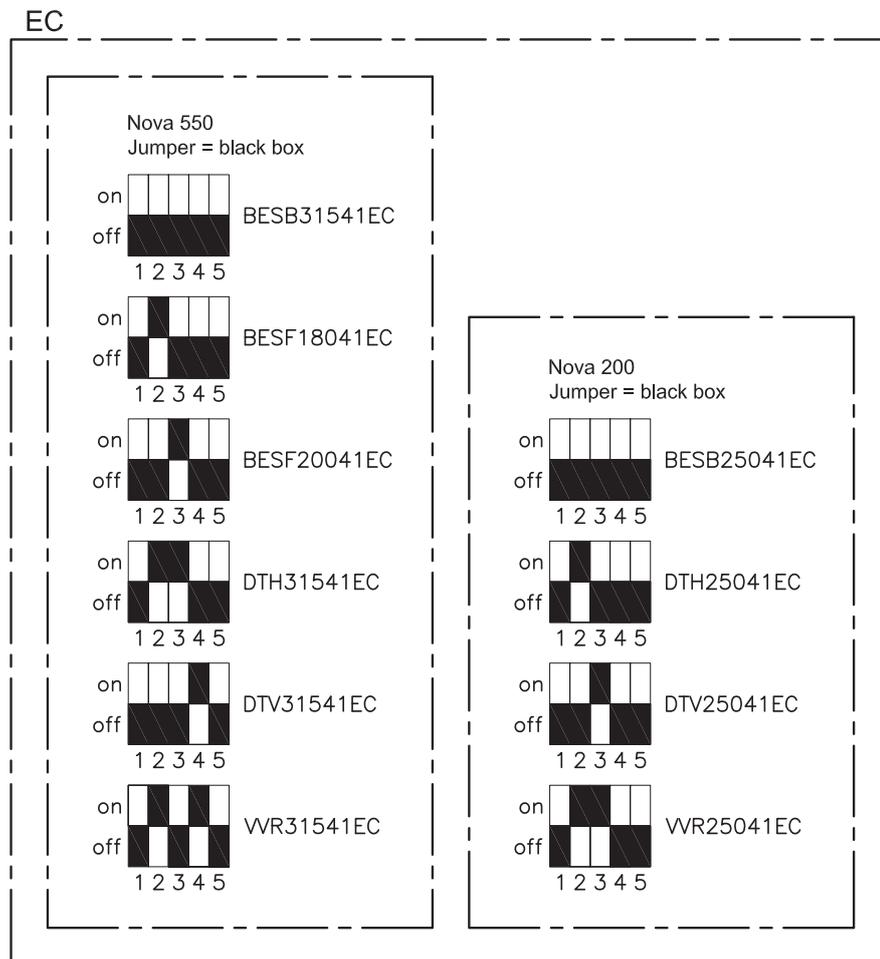 EC
Nova 550
Jumper = black box
on
off
BESB31541EC
1 2 3 4 5
on
off
BESF18041EC
1 2 3 4 5
on
off
BESF20041EC
1 2 3 4 5
on
off
DTH31541EC
1 2 3 4 5
on
off
DTV31541EC
1 2 3 4 5
on
off
VVR31541EC
1 2 3 4 5
Nova 200
Jumper = black box
on
off
BESB25041EC
1 2 3 4 5
on
off
DTH25041EC
1 2 3 4 5
on
off
DTV25041EC
1 2 3 4 5
on
off
VVR25041EC
1 2 3 4 5